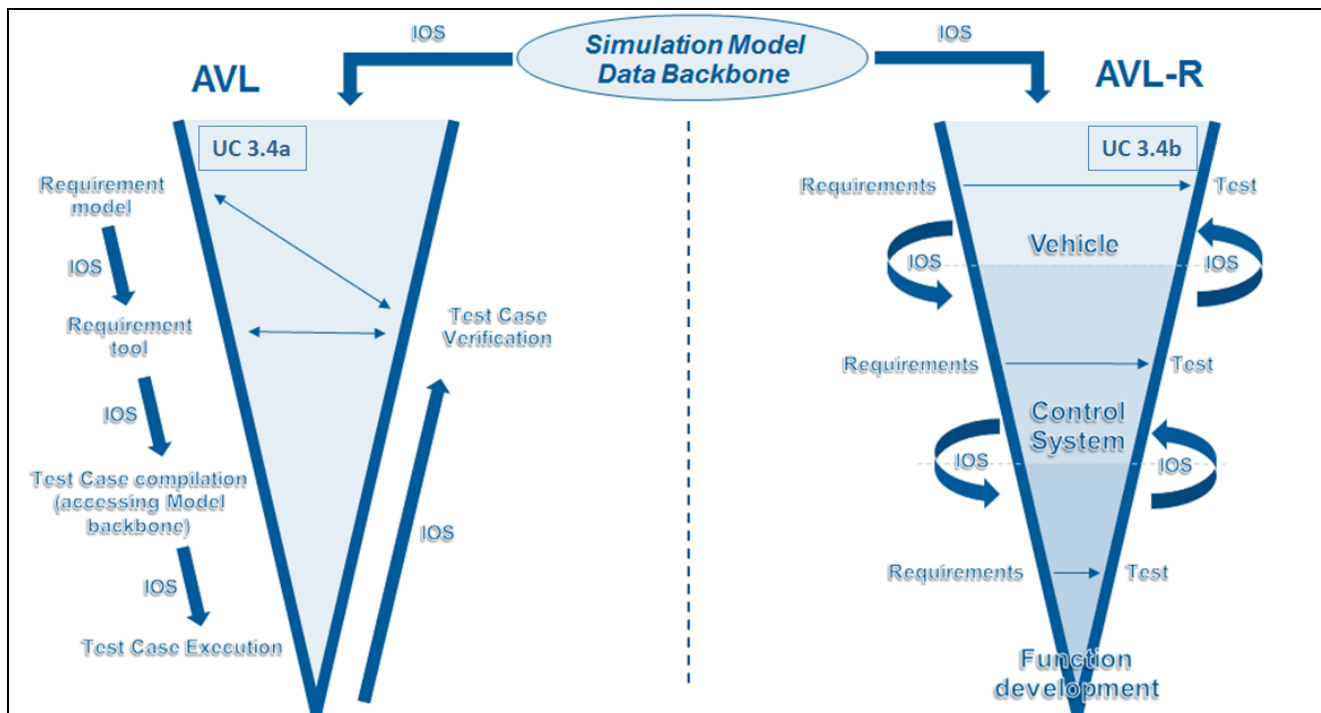 IOS
Simulation Model
Data Backbone
IOS
AVL
AVL-R
UC 3.4a
Requirement
model
IOS
Requirement
tool
IOS
Test Case compilation
(accessing Model
backbone)
IOS
Test Case Execution
Test Case
Verification
IOS
UC 3.4b
Requirements
Test
Vehicle
IOS
IOS
Requirements
Test
Control
System
IOS
IOS
Requirements
Test
Function
development